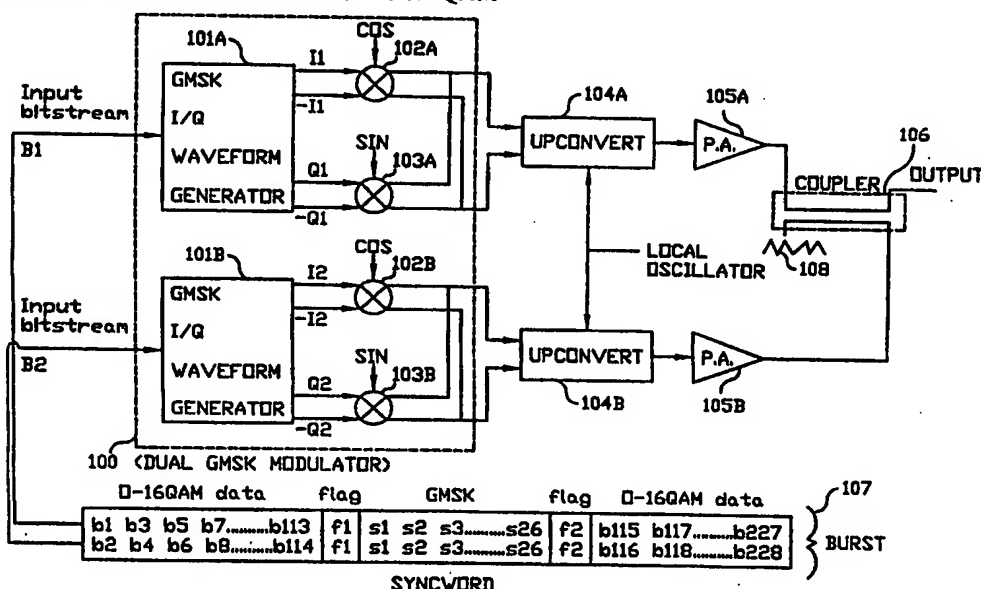 COS
101A
102A
I1
GMSK
Input
bitstream
-I1
I/Q
104A
105A
UPCONVERT
P.A.
106
B1
WAVEFORM
SIN
103A
COUPLER
OUTPUT
Q1
GENERATOR
-Q1
COS
LOCAL
OSCILLATOR
108
101B
102B
I2
GMSK
Input
bitstream
-I2
I/Q
B2
WAVEFORM
SIN
103B
UPCONVERT
P.A.
Q2
GENERATOR
-Q2
104B
105B
100 (DUAL GMSK MODULATOR)
O-16QAM data flag GMSK flag O-16QAM data
107
b1 b3 b5 b7..........b113 f1 s1 s2 s3.........s26 f2 b115 b117.......b227
b2 b4 b6 b8..........b114 f1 s1 s2 s3.........s26 f2 b116 b118.......b228
BURST
SYNCWORD